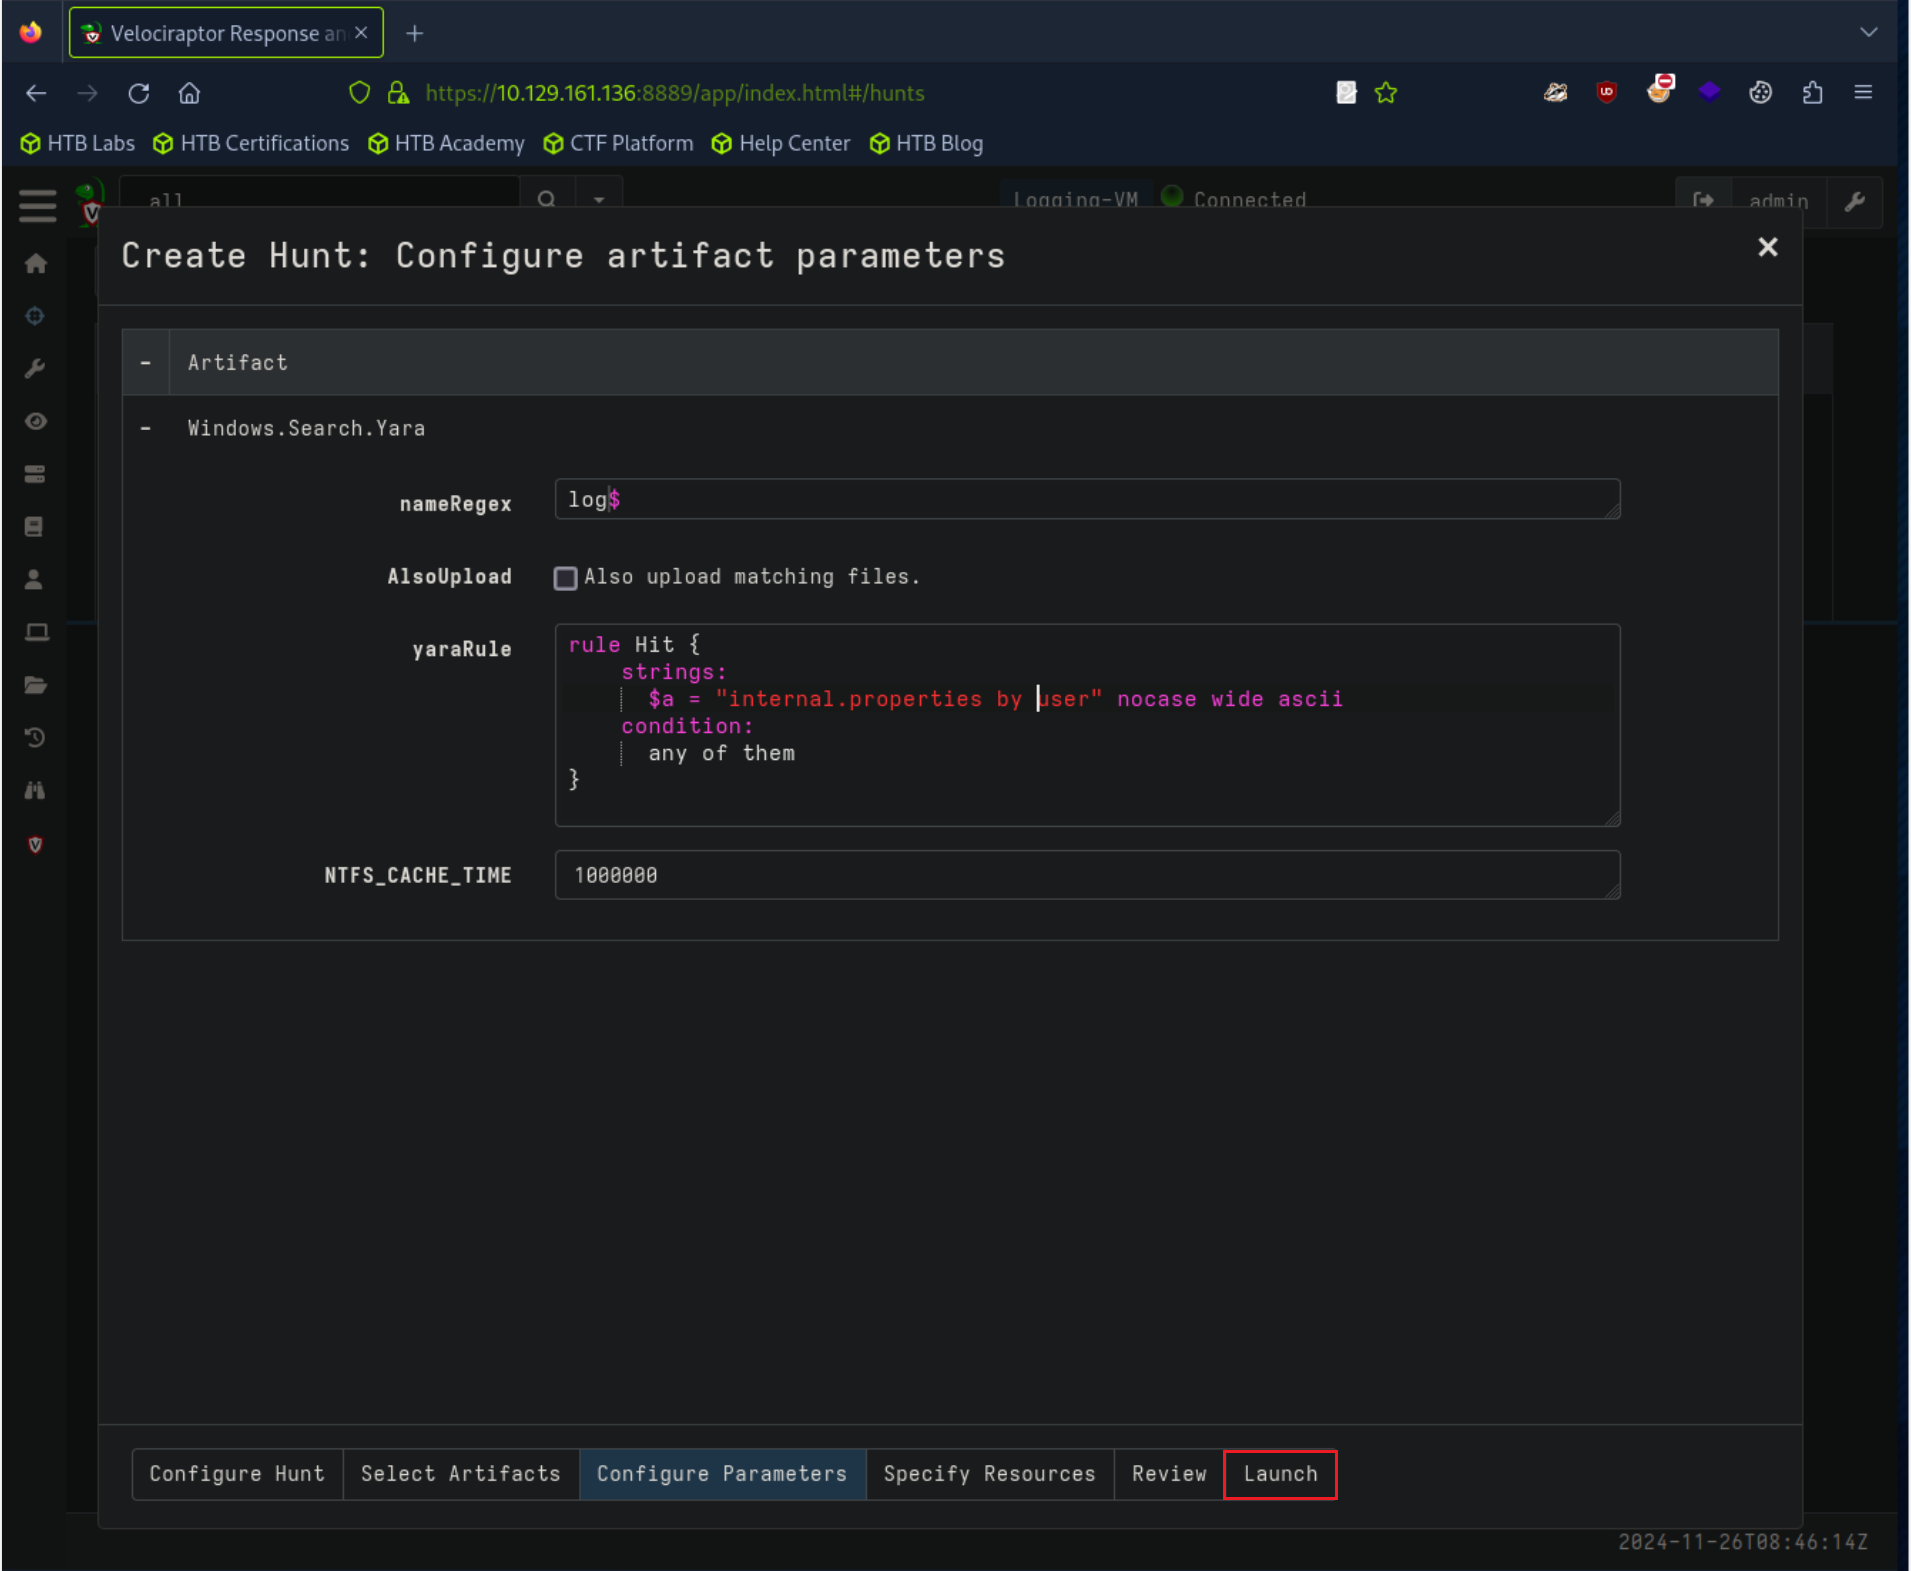 Velociraptor Response an
https://10.129.161.136:8889/app/index.html#/hunts
HTB Labs HTB Certifications HTB Academy CTF Platform Help Center HTB Blog
all Logging-VM Connected admin
Create Hunt: Configure artifact parameters
- Artifact
- Windows.Search.Yara
nameRegex log$
AlsoUpload Also upload matching files.
yaraRule rule Hit {
strings:
$a = "internal.properties by user" nocase wide ascii
condition:
any of them
}
NTFS_CACHE_TIME 1000000
Configure Hunt Select Artifacts Configure Parameters Specify Resources Review Launch
2024-11-26T08:46:14Z